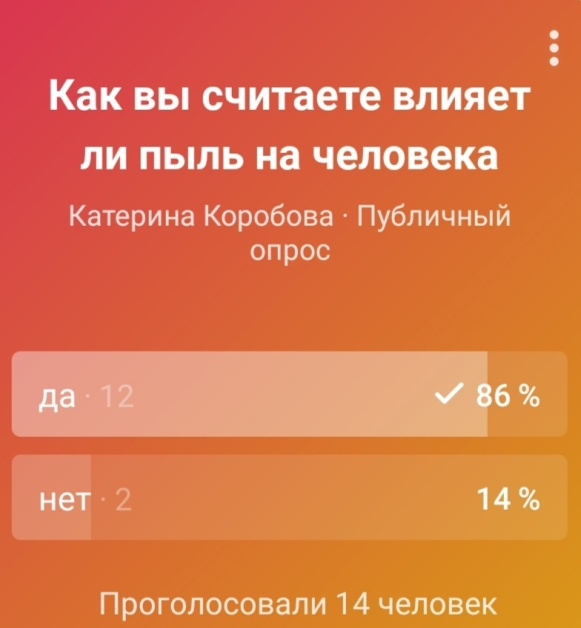 Как вы считаете влияет
ли пыль на человека
Катерина Коробова · Публичный
опрос
да · 12 86 %
нет · 2 14 %
Проголосовали 14 человек